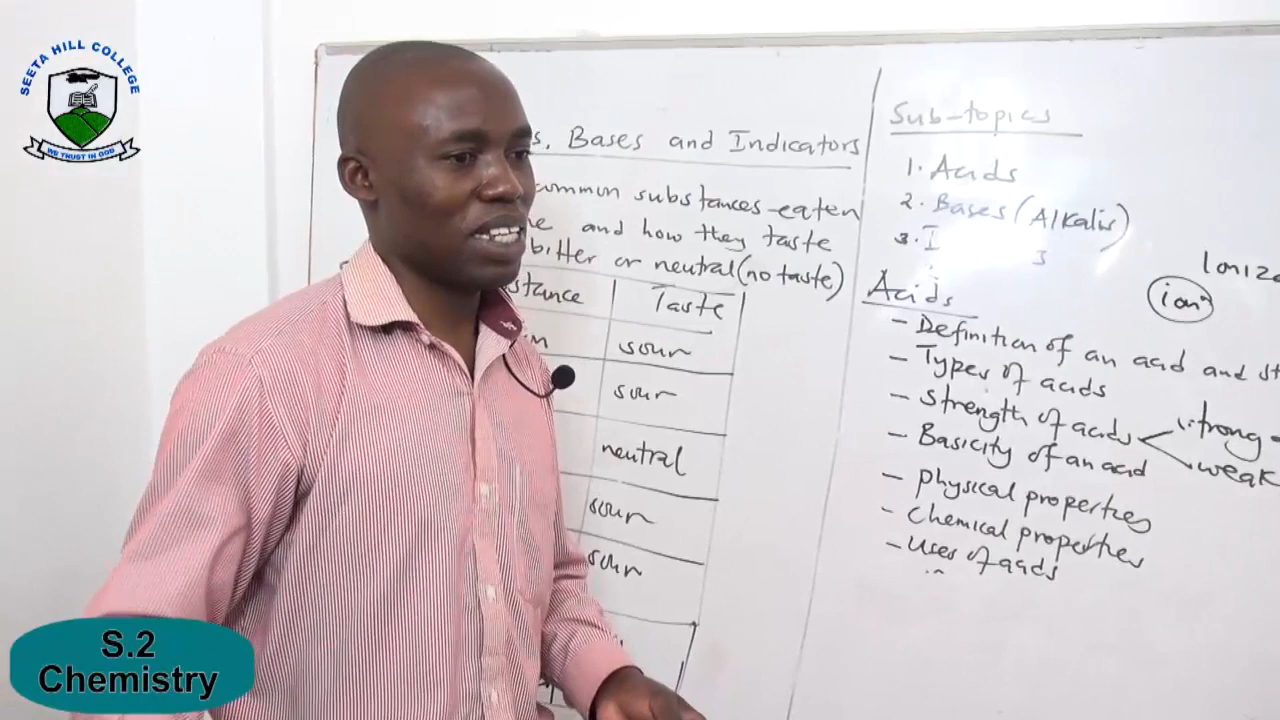 SEETA HILL COLLEGE
WE TRUST IN GOD
s, Bases and Indicators
common substances eaten
and how they taste
bitter or neutral (no taste)
stance
Taste
sour
sour
neutral
sour
sour
Sub-topics
1. Acids
2. Bases (Alkalis)
3. I
Acids
- Definition of an acid and st
- Types of acids
- Strength of acids
strong
weak
- Basicity of an acid
- Physical properties
- Chemical properties
- Uses of acids
Ioniza
ion
S.2
Chemistry